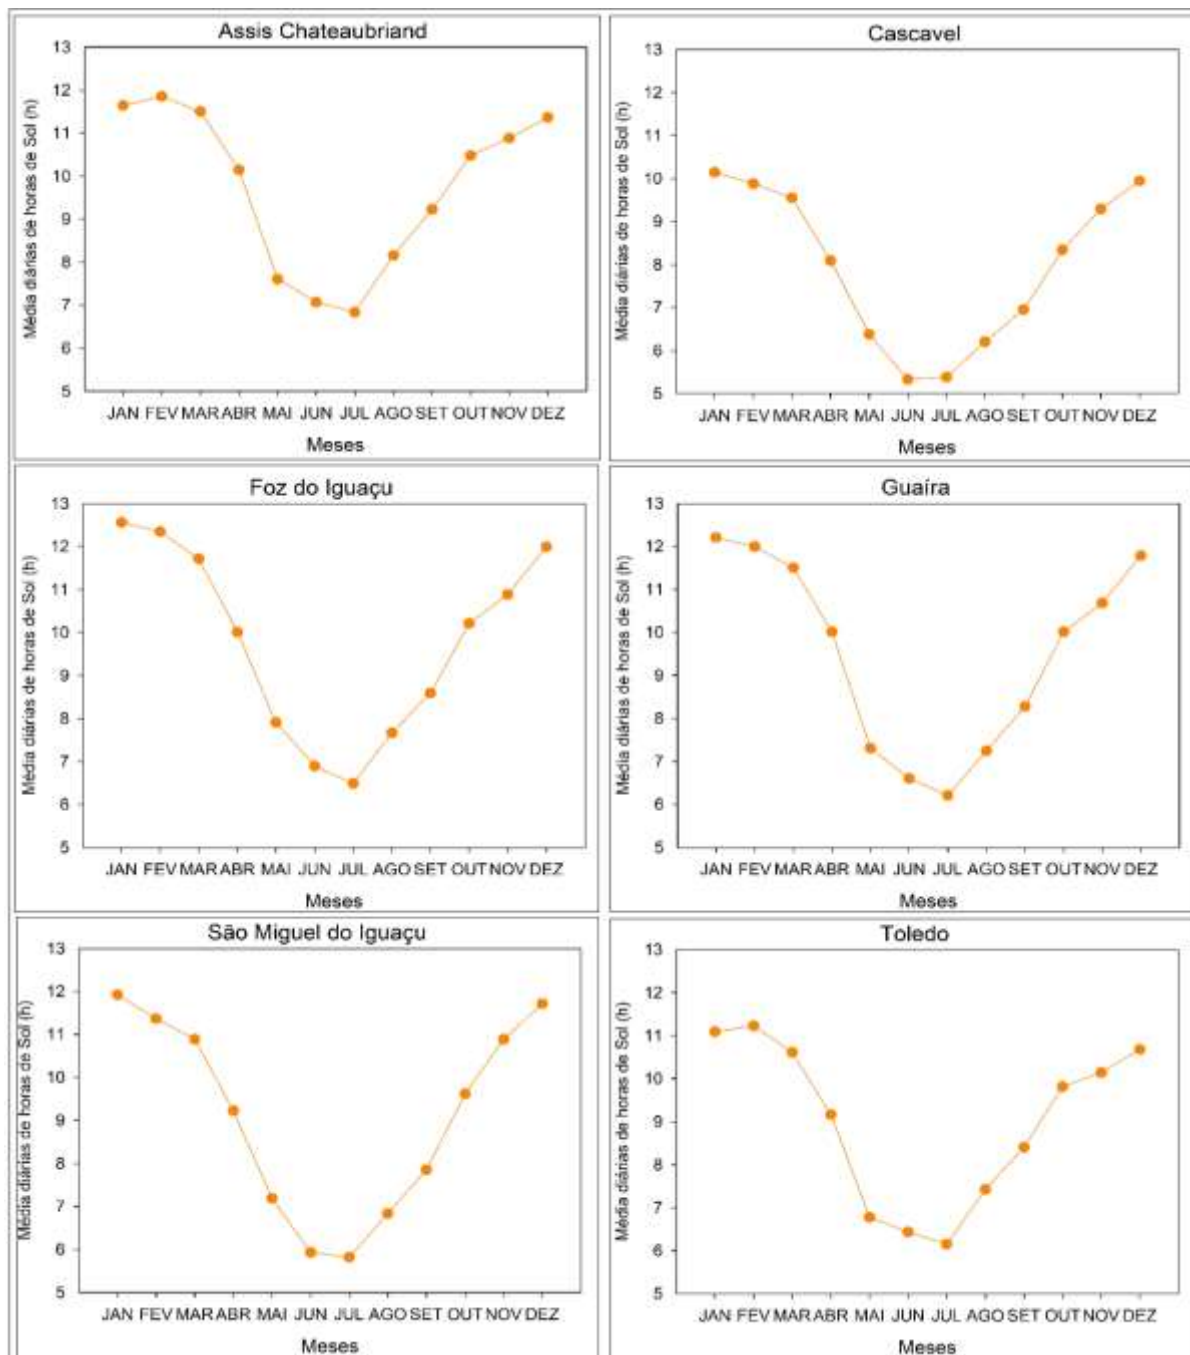 Assis Chateaubriand
Média diárias de horas de Sol (h)
13
12
11
10
9
8
7
6
5
JAN FEV MAR ABR MAI JUN JUL AGO SET OUT NOV DEZ
Meses
Cascavel
Média diárias de horas de Sol (h)
13
12
11
10
9
8
7
6
5
JAN FEV MAR ABR MAI JUN JUL AGO SET OUT NOV DEZ
Meses
Foz do Iguaçu
Média diárias de horas de Sol (h)
13
12
11
10
9
8
7
6
5
JAN FEV MAR ABR MAI JUN JUL AGO SET OUT NOV DEZ
Meses
Guaíra
Média diárias de horas de Sol (h)
13
12
11
10
9
8
7
6
5
JAN FEV MAR ABR MAI JUN JUL AGO SET OUT NOV DEZ
Meses
São Miguel do Iguaçu
Média diárias de horas de Sol (h)
13
12
11
10
9
8
7
6
5
JAN FEV MAR ABR MAI JUN JUL AGO SET OUT NOV DEZ
Meses
Toledo
Média diárias de horas de Sol (h)
13
12
11
10
9
8
7
6
5
JAN FEV MAR ABR MAI JUN JUL AGO SET OUT NOV DEZ
Meses